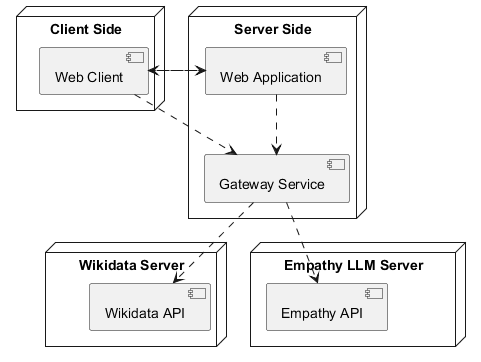 Client Side
Server Side
Web Client
Web Application
Gateway Service
Wikidata Server
Empathy LLM Server
Wikidata API
Empathy API